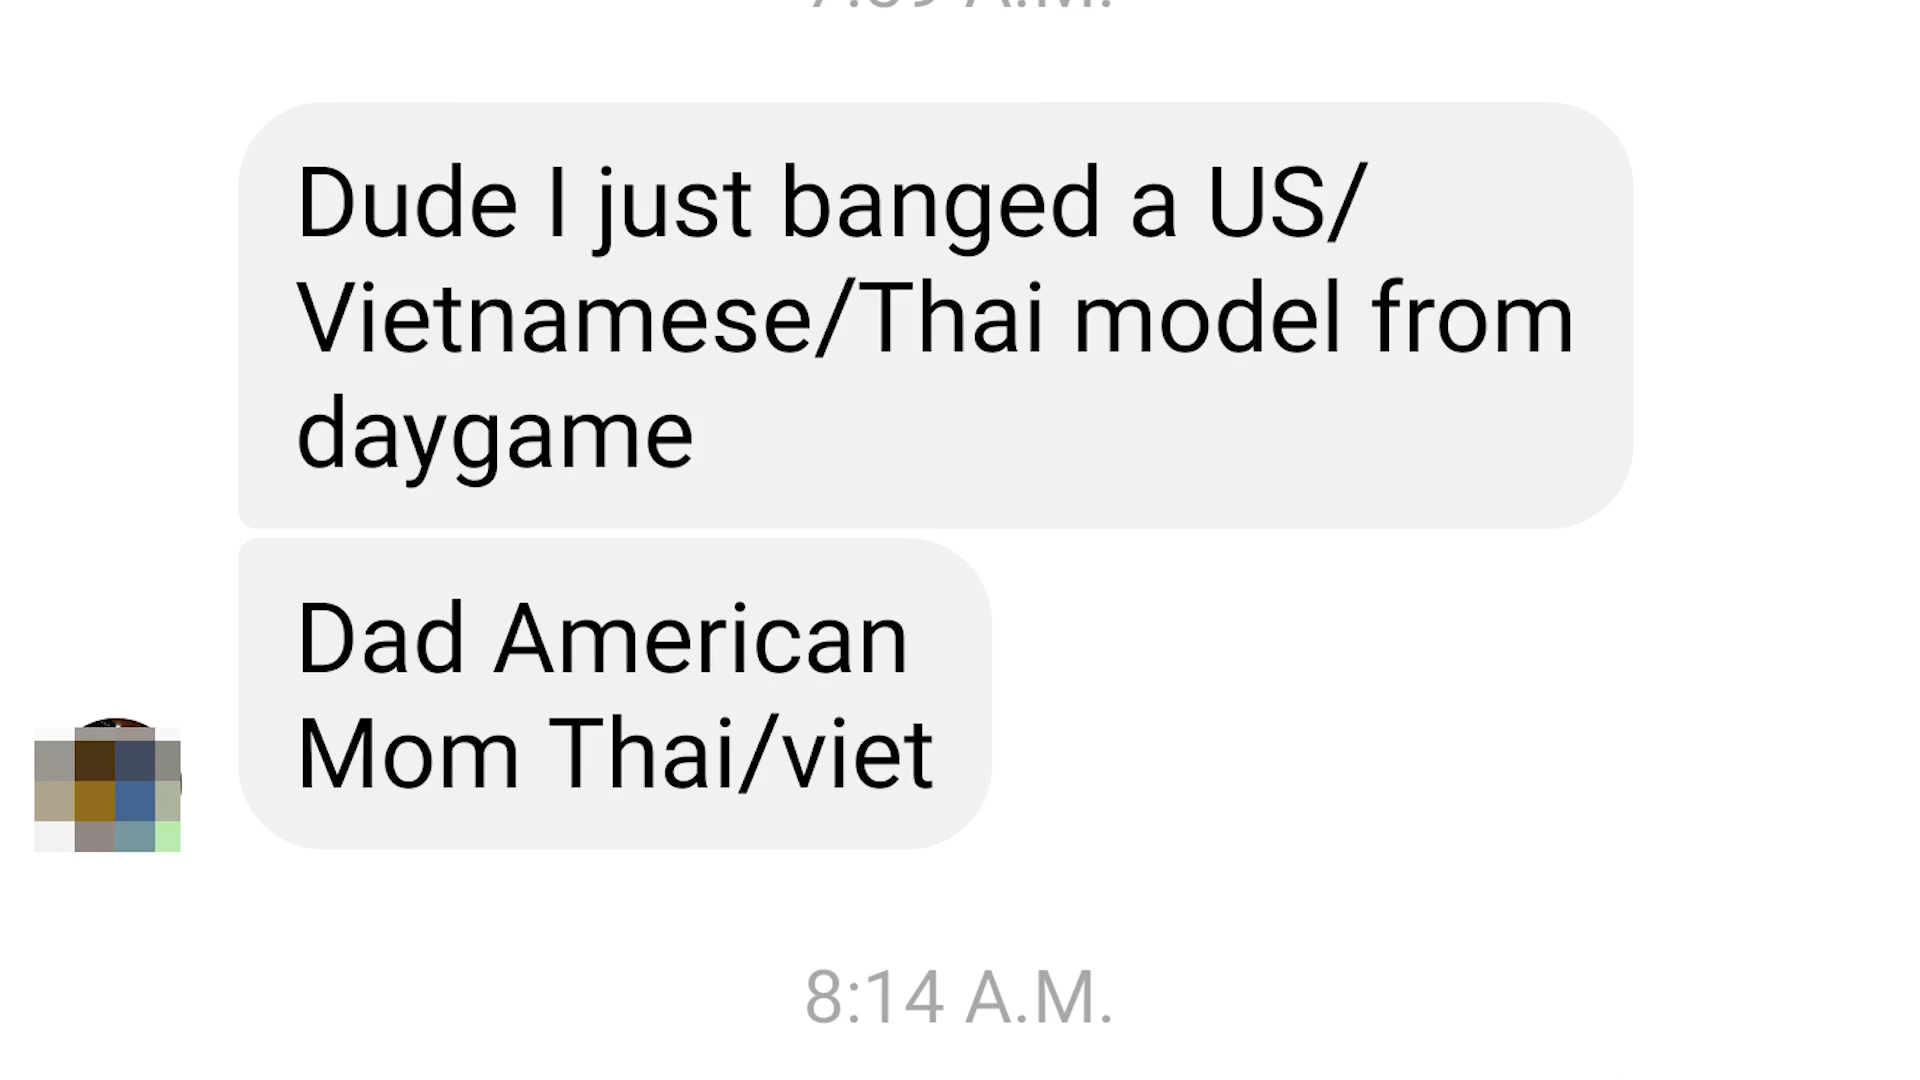 Dude I just banged a US/
Vietnamese/Thai model from
daygame
Dad American
Mom Thai/viet
8:14 A.M.